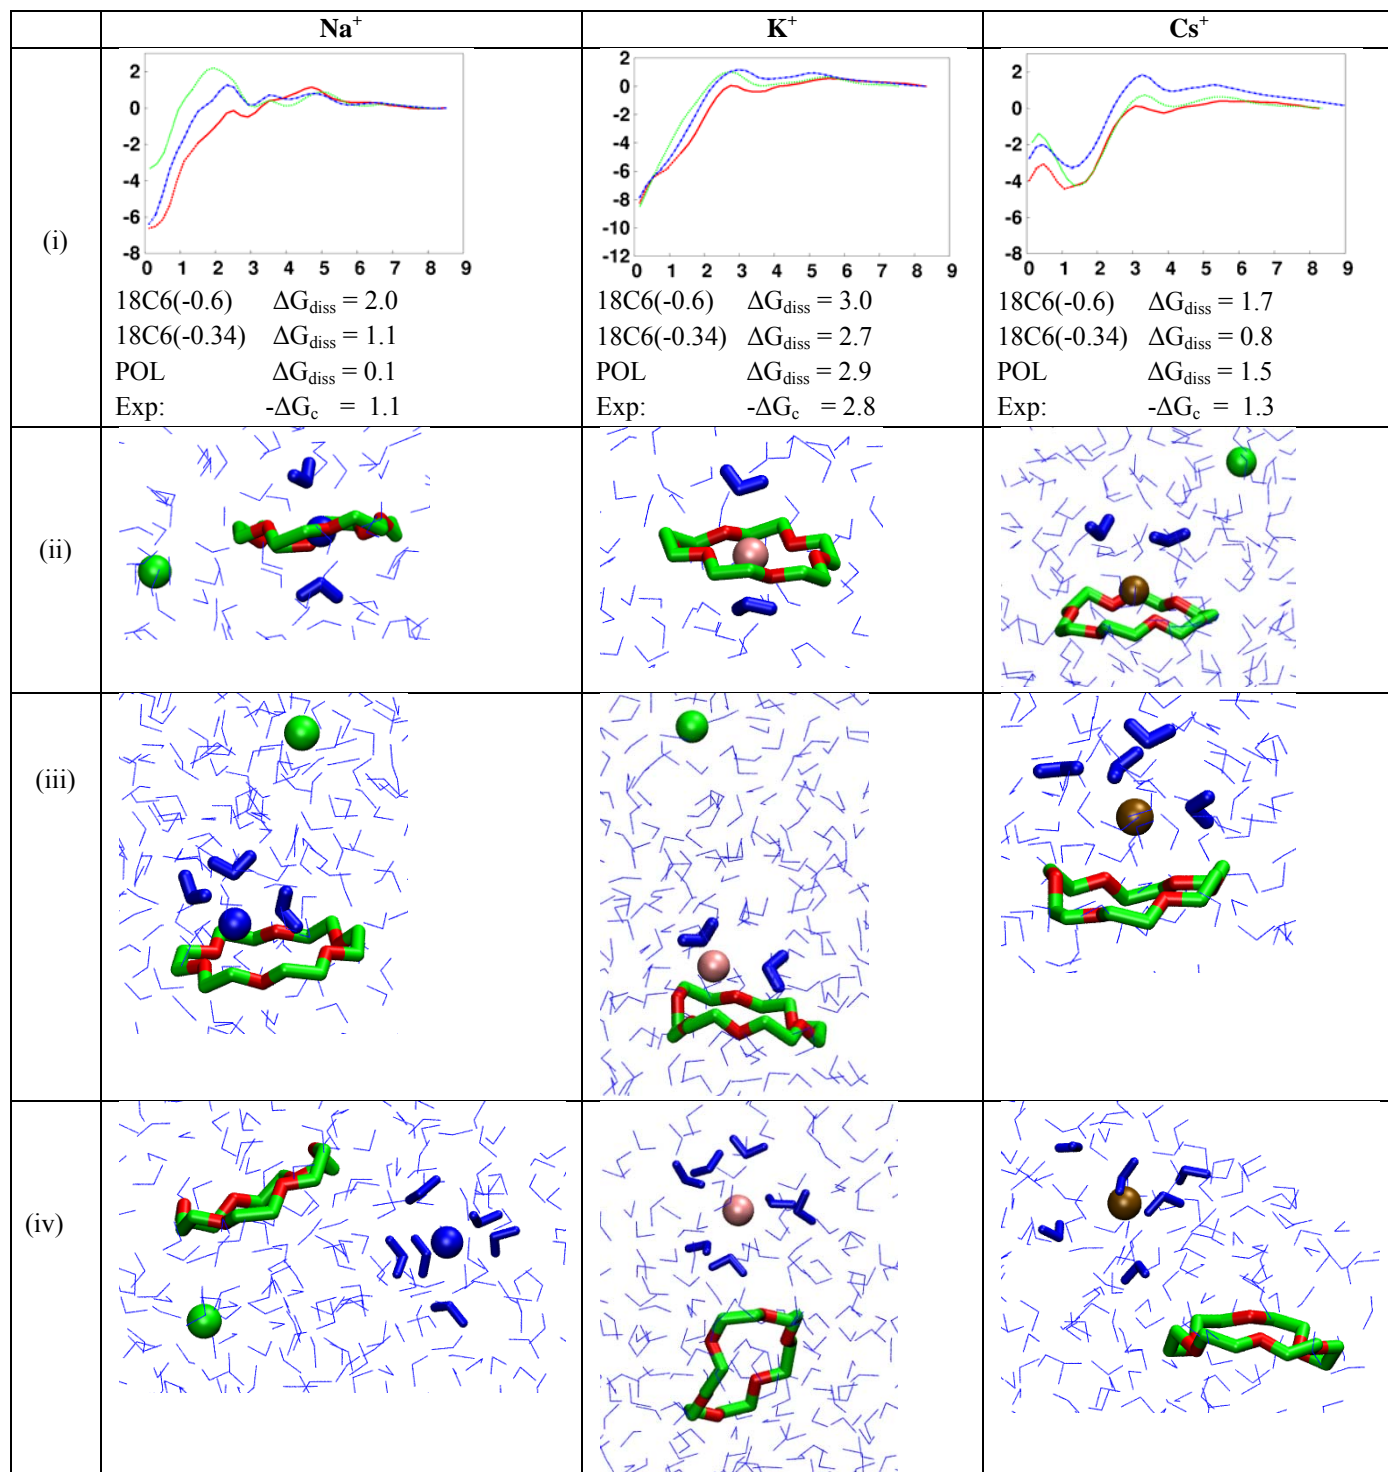 Na+ K+ Cs+
(i)
2
0
-2
-4
-6
-8
0 1 2 3 4 5 6 7 8 9
2
0
-2
-4
-6
-8
-10
-12
0 1 2 3 4 5 6 7 8 9
2
0
-2
-4
-6
-8
0 1 2 3 4 5 6 7 8 9
18C6(-0.6) ΔGdiss = 2.0
18C6(-0.34) ΔGdiss = 1.1
POL ΔGdiss = 0.1
Exp: -ΔGc = 1.1
18C6(-0.6) ΔGdiss = 3.0
18C6(-0.34) ΔGdiss = 2.7
POL ΔGdiss = 2.9
Exp: -ΔGc = 2.8
18C6(-0.6) ΔGdiss = 1.7
18C6(-0.34) ΔGdiss = 0.8
POL ΔGdiss = 1.5
Exp: -ΔGc = 1.3
(ii)
(iii)
(iv)